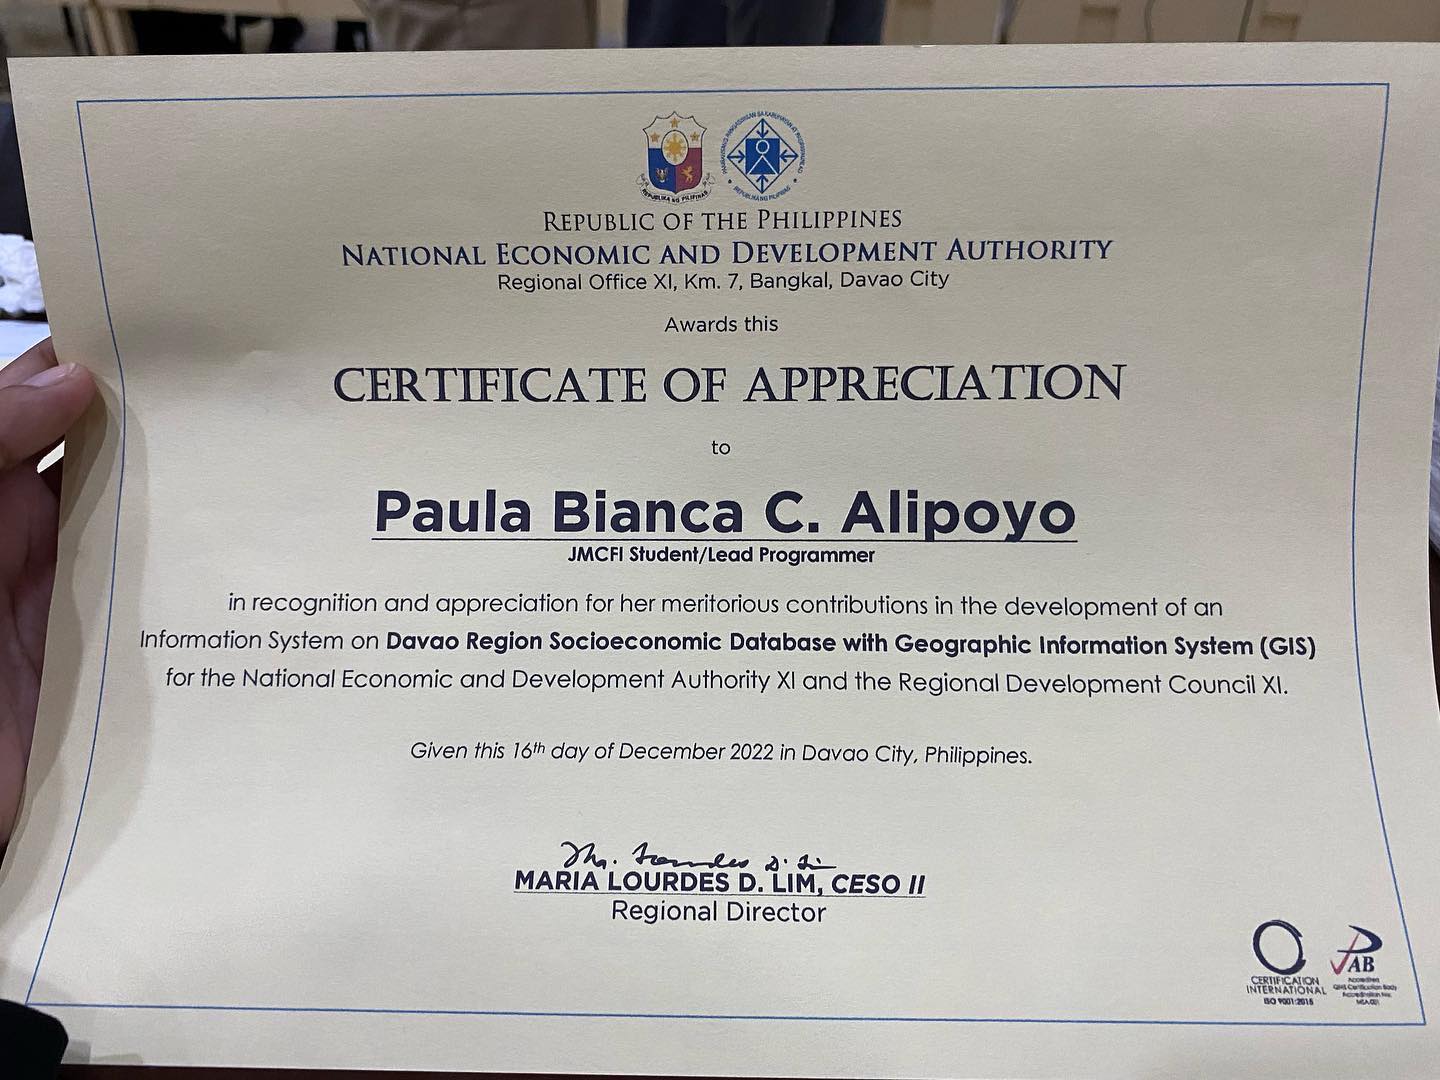 REPUBLIKA NG PILIPINAS
REPUBLIKA NG PILIPINAS
REPUBLIC OF THE PHILIPPINES
NATIONAL ECONOMIC AND DEVELOPMENT AUTHORITY
Regional Office XI, Km. 7, Bangkal, Davao City
Awards this
CERTIFICATE OF APPRECIATION
to
Paula Bianca C. Alipoyo
JMCFI Student/Lead Programmer
in recognition and appreciation for her meritorious contributions in the development of an
Information System on Davao Region Socioeconomic Database with Geographic Information System (GIS)
for the National Economic and Development Authority XI and the Regional Development Council XI.
Given this 16th day of December 2022 in Davao City, Philippines.
Ma. Lourdes D. Lim
MARIA LOURDES D. LIM, CESO II
Regional Director
CERTIFICATION
INTERNATIONAL
ISO 9001:2015
PAB
Accredited
QMS Certification Body
Accreditation No.